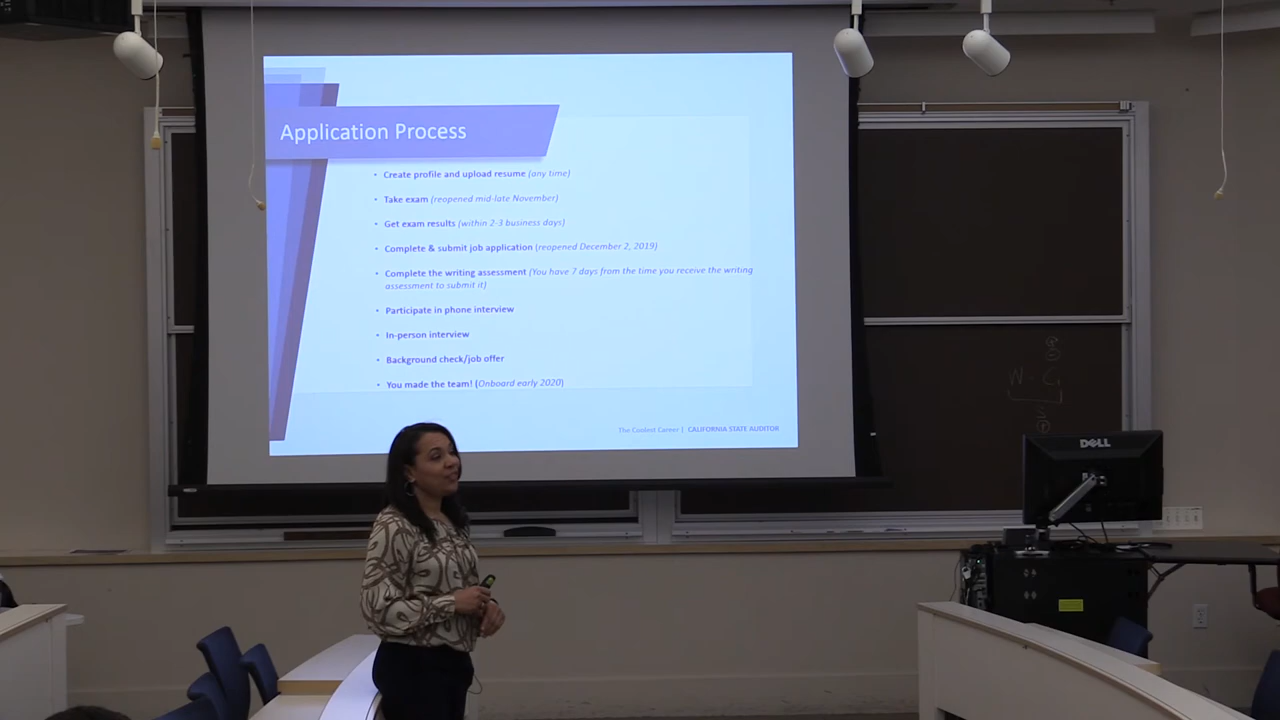 Application Process
• Create profile and upload resume (any time)
• Take exam (reopened mid-late November)
• Get exam results (within 2-3 business days)
• Complete & submit job application (reopened December 2, 2019)
• Complete the writing assessment (You have 7 days from the time you receive the writing
assessment to submit it)
• Participate in phone interview
• In-person interview
• Background check/job offer
• You made the team! (Onboard early 2020)
The Coolest Career | CALIFORNIA STATE AUDITOR
DELL